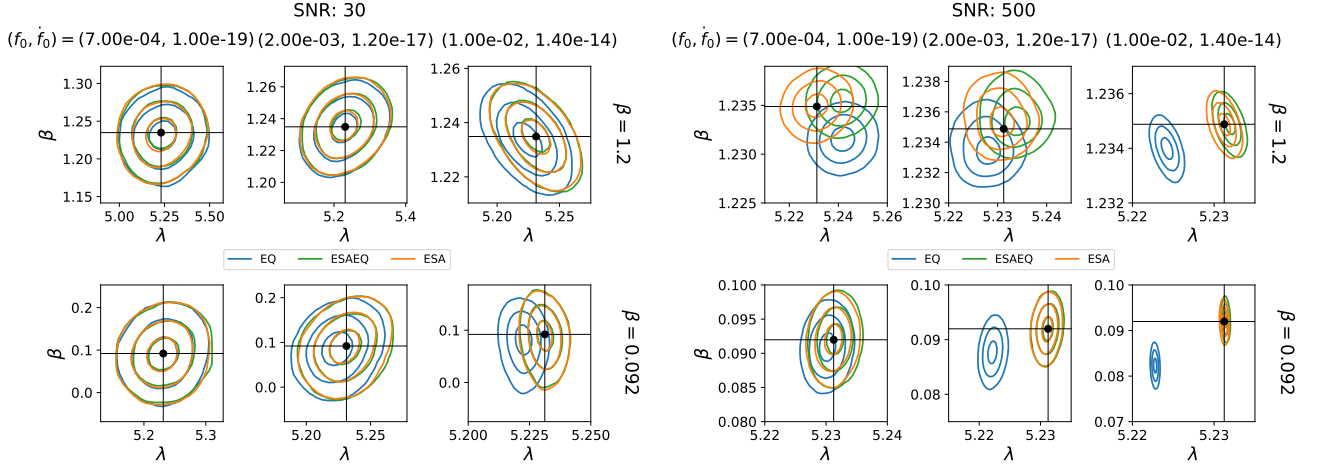 SNR: 30
(f₀, ḟ₀) = (7.00e-04, 1.00e-19) (2.00e-03, 1.20e-17) (1.00e-02, 1.40e-14)
1.30
1.25
1.20
1.15
β
5.00 5.25 5.50
λ
1.26
1.24
1.22
1.20
5.2 5.4
λ
1.26
1.24
1.22
5.20 5.25
λ
β = 1.2
EQ ESAEQ ESA
0.2
0.1
0.0
β
5.2 5.3
λ
0.2
0.1
0.0
5.20 5.25
λ
0.1
0.0
5.200 5.225 5.250
λ
β = 0.092
SNR: 500
(f₀, ḟ₀) = (7.00e-04, 1.00e-19) (2.00e-03, 1.20e-17) (1.00e-02, 1.40e-14)
1.235
1.230
1.225
β
5.22 5.24 5.26
λ
1.238
1.236
1.234
1.232
1.230
5.22 5.23 5.24
λ
1.236
1.234
1.232
5.22 5.23
λ
β = 1.2
EQ ESAEQ ESA
0.100
0.095
0.090
0.085
0.080
β
5.22 5.23 5.24
λ
0.10
0.09
0.08
5.22 5.23
λ
0.10
0.09
0.08
0.07
5.22 5.23
λ
β = 0.092